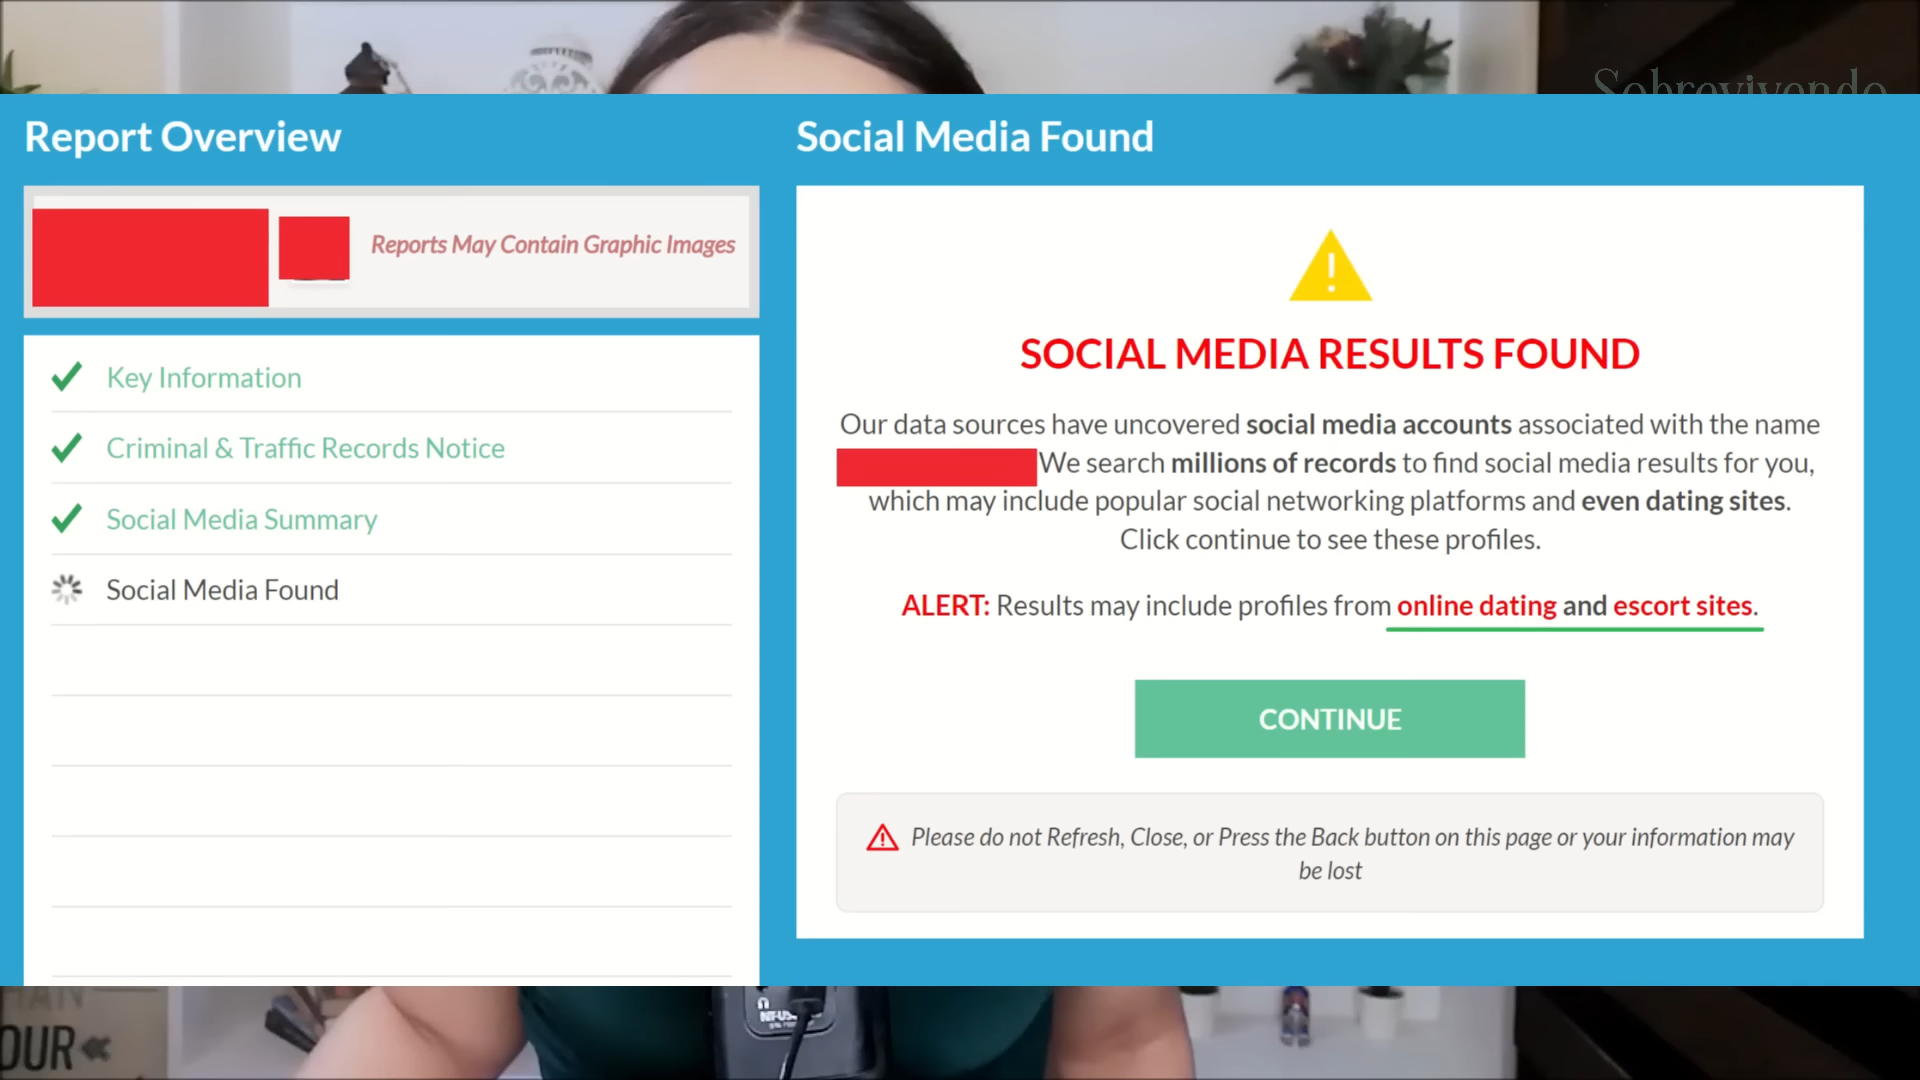 Sobrevivendo
Report Overview
Reports May Contain Graphic Images
Key Information
Criminal & Traffic Records Notice
Social Media Summary
Social Media Found
Social Media Found
SOCIAL MEDIA RESULTS FOUND
Our data sources have uncovered social media accounts associated with the name
We search millions of records to find social media results for you,
which may include popular social networking platforms and even dating sites.
Click continue to see these profiles.
ALERT: Results may include profiles from online dating and escort sites.
CONTINUE
Please do not Refresh, Close, or Press the Back button on this page or your information may
be lost
OUR